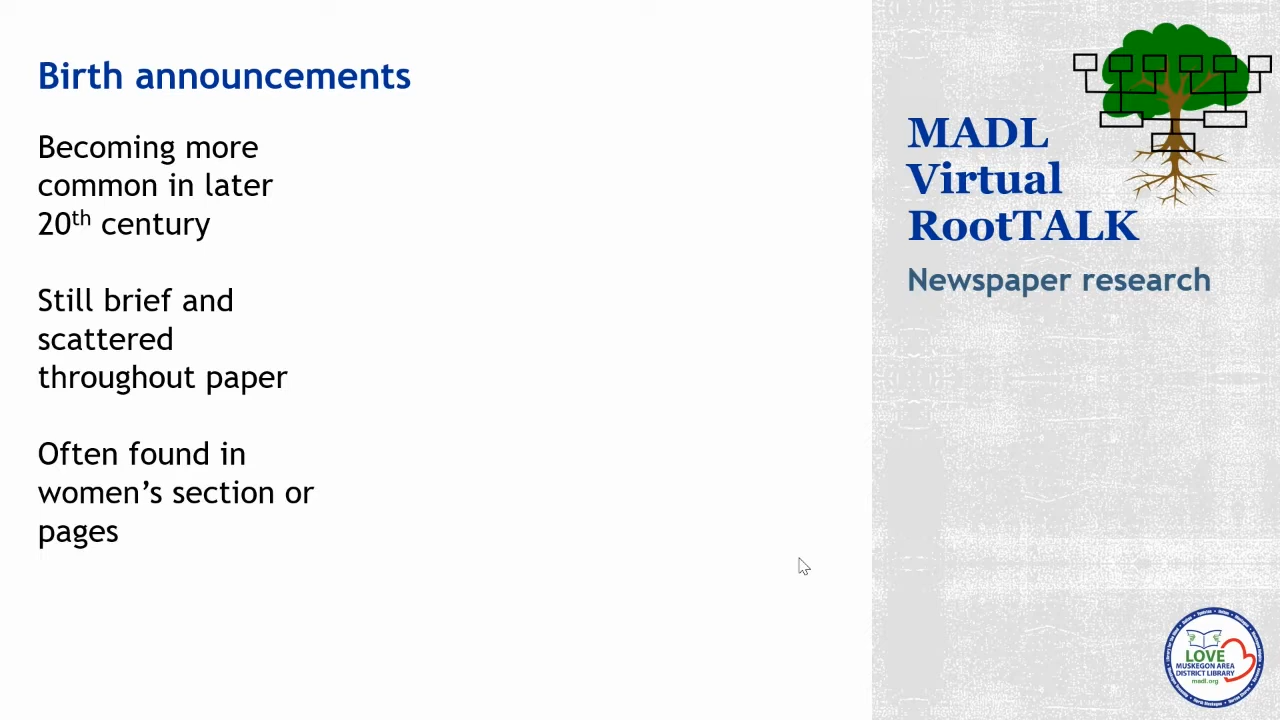 Birth announcements
Becoming more
common in later
20th century
Still brief and
scattered
throughout paper
Often found in
women’s section or
pages
MADL
Virtual
RootTALK
Newspaper research
LOVE
MUSKEGON AREA
DISTRICT LIBRARY
madl.org